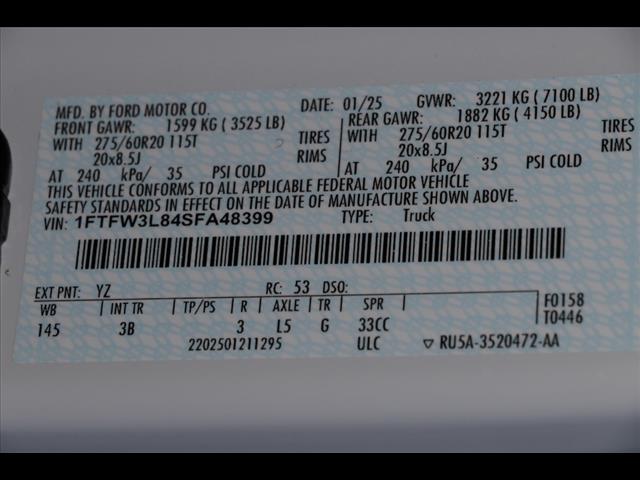 MFD. BY FORD MOTOR CO.
DATE: 01/25 GVWR: 3221 KG ( 7100 LB)
FRONT GAWR: 1599 KG ( 3525 LB) REAR GAWR: 1882 KG ( 4150 LB)
WITH 275/60R20 115T TIRES WITH 275/60R20 115T TIRES
20x8.5J RIMS 20x8.5J RIMS
AT 240 kPa/ 35 PSI COLD AT 240 kPa/ 35 PSI COLD
THIS VEHICLE CONFORMS TO ALL APPLICABLE FEDERAL MOTOR VEHICLE
SAFETY STANDARDS IN EFFECT ON THE DATE OF MANUFACTURE SHOWN ABOVE.
VIN: 1FTFW3L84SFA48399 TYPE: Truck
EXT PNT: YZ RC: 53 DSO:
WB INT TR TP/PS R AXLE TR SPR F0158
145 3B 3 L5 G 33CC T0446
2202501211295 ULC ▽ RU5A-3520472-AA